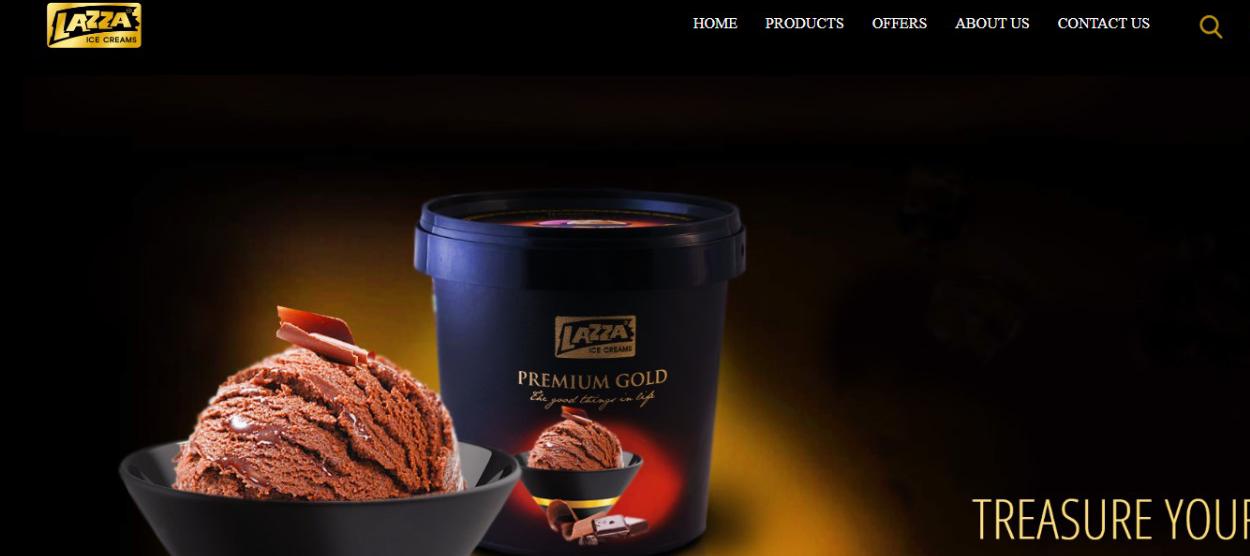 LAZZA
ICE CREAMS
HOME PRODUCTS OFFERS ABOUT US CONTACT US
LAZZA
ICE CREAMS
PREMIUM GOLD
The good things in life
TREASURE YOUR